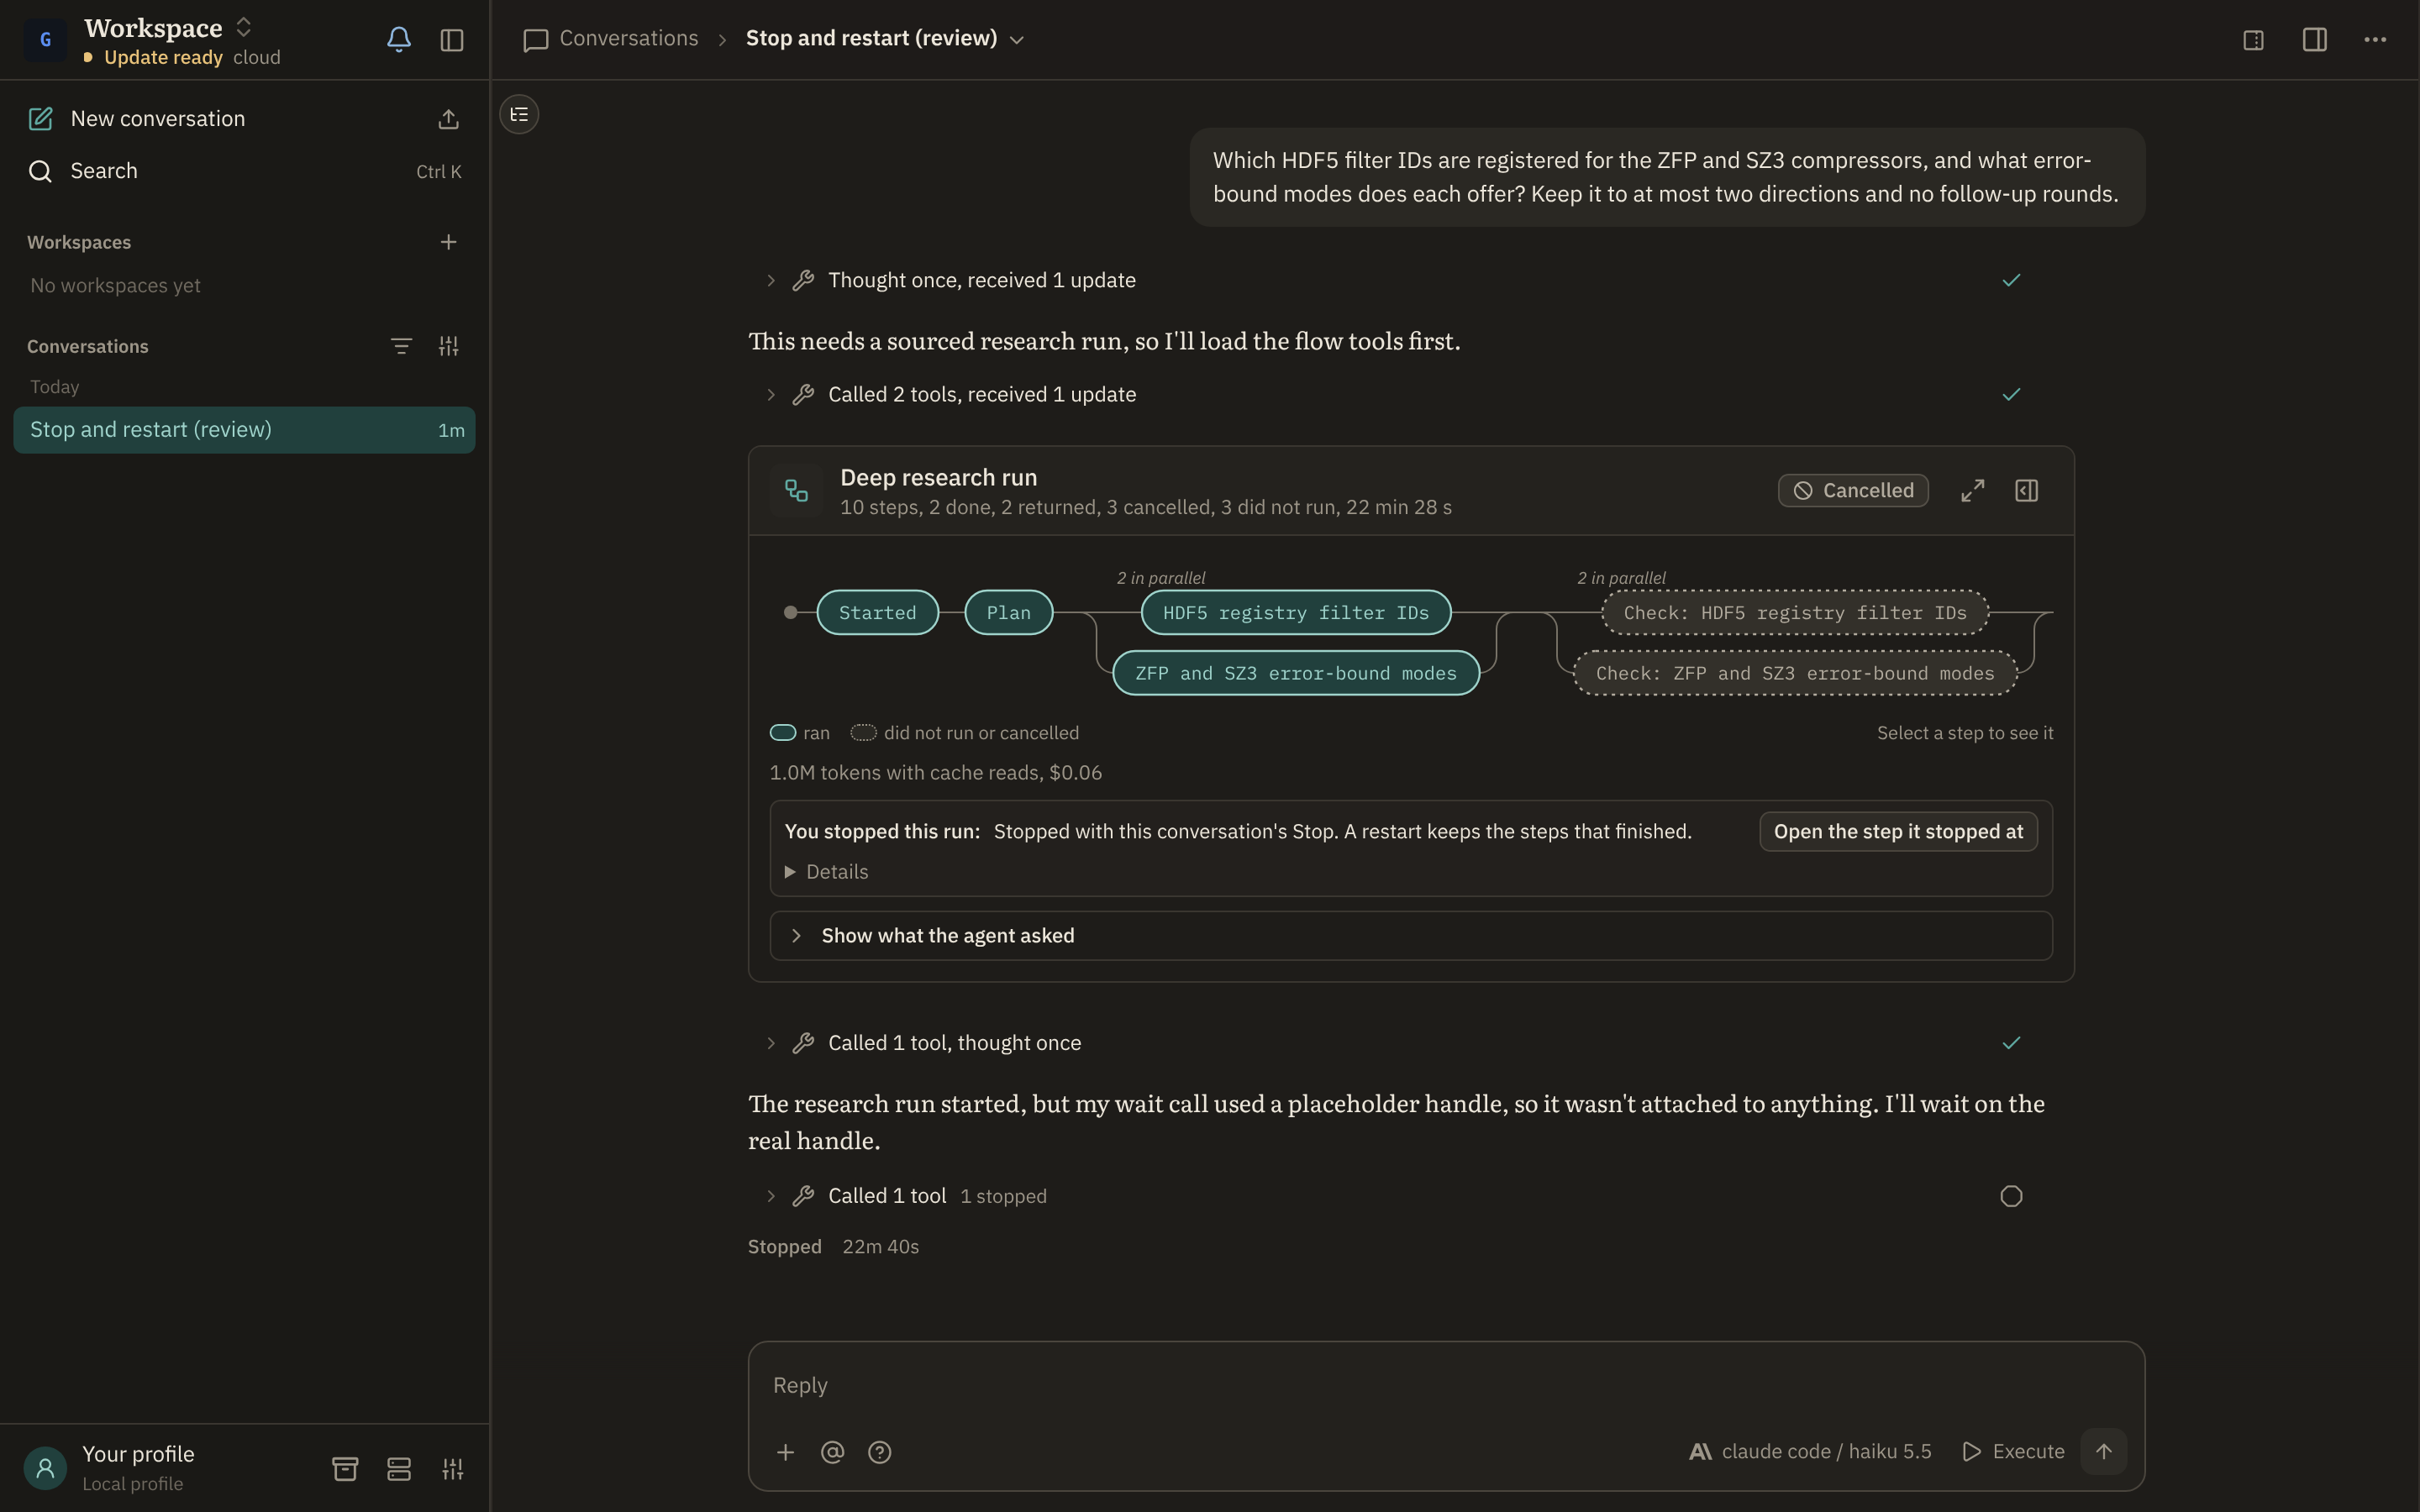 G
Workspace
Update ready cloud
New conversation
Search Ctrl K
Workspaces
No workspaces yet
Conversations
Today
Stop and restart (review) 1m
Your profile
Local profile
Conversations Stop and restart (review)
Which HDF5 filter IDs are registered for the ZFP and SZ3 compressors, and what error-
bound modes does each offer? Keep it to at most two directions and no follow-up rounds.
Thought once, received 1 update
This needs a sourced research run, so I'll load the flow tools first.
Called 2 tools, received 1 update
Deep research run
10 steps, 2 done, 2 returned, 3 cancelled, 3 did not run, 22 min 28 s
Cancelled
2 in parallel 2 in parallel
Started Plan HDF5 registry filter IDs Check: HDF5 registry filter IDs
ZFP and SZ3 error-bound modes Check: ZFP and SZ3 error-bound modes
ran did not run or cancelled Select a step to see it
1.0M tokens with cache reads, $0.06
You stopped this run: Stopped with this conversation's Stop. A restart keeps the steps that finished. Open the step it stopped at
Details
Show what the agent asked
Called 1 tool, thought once
The research run started, but my wait call used a placeholder handle, so it wasn't attached to anything. I'll wait on the
real handle.
Called 1 tool 1 stopped
Stopped 22m 40s
Reply
claude code / haiku 5.5 Execute